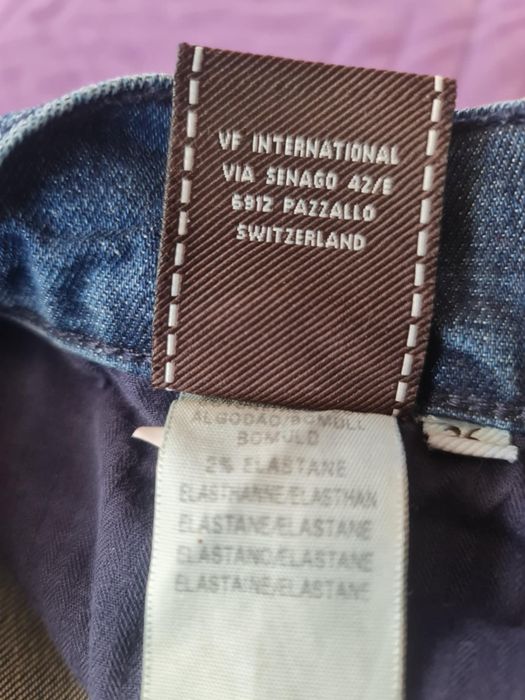 VF INTERNATIONAL
VIA SENAGO 42/E
6912 PAZZALLO
SWITZERLAND
ALGODÃO/BOMULL
BOMULD
2% ELASTANE
ELASTHANNE/ELASTHAN
ELASTANE/ELASTANE
ELASTANO/ELASTANE
ELASTAINE/ELASTANE